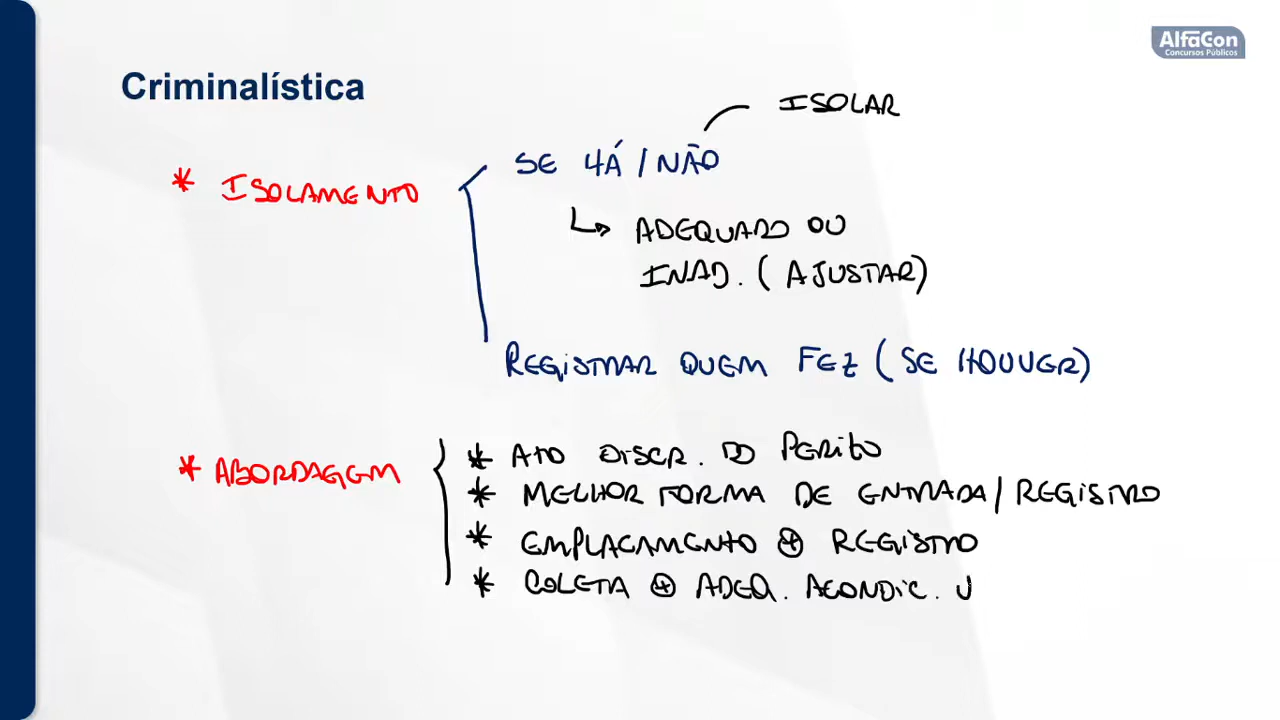 AlfaCon
Concursos Públicos
Criminalística
ISOLAR
* ISOLAMENTO
SE HÁ / NÃO
ADEQUADO OU
INAD. (AJUSTAR)
REGISTRAR QUEM FEZ (SE HOUVER)
* ABORDAGEM
* ATO DISCR. DO PERITO
* MELHOR FORMA DE ENTRADA / REGISTRO
* EMPLACAMENTO ⊕ REGISTRO
* COLETA ⊕ ADEQ. ACONDIC.